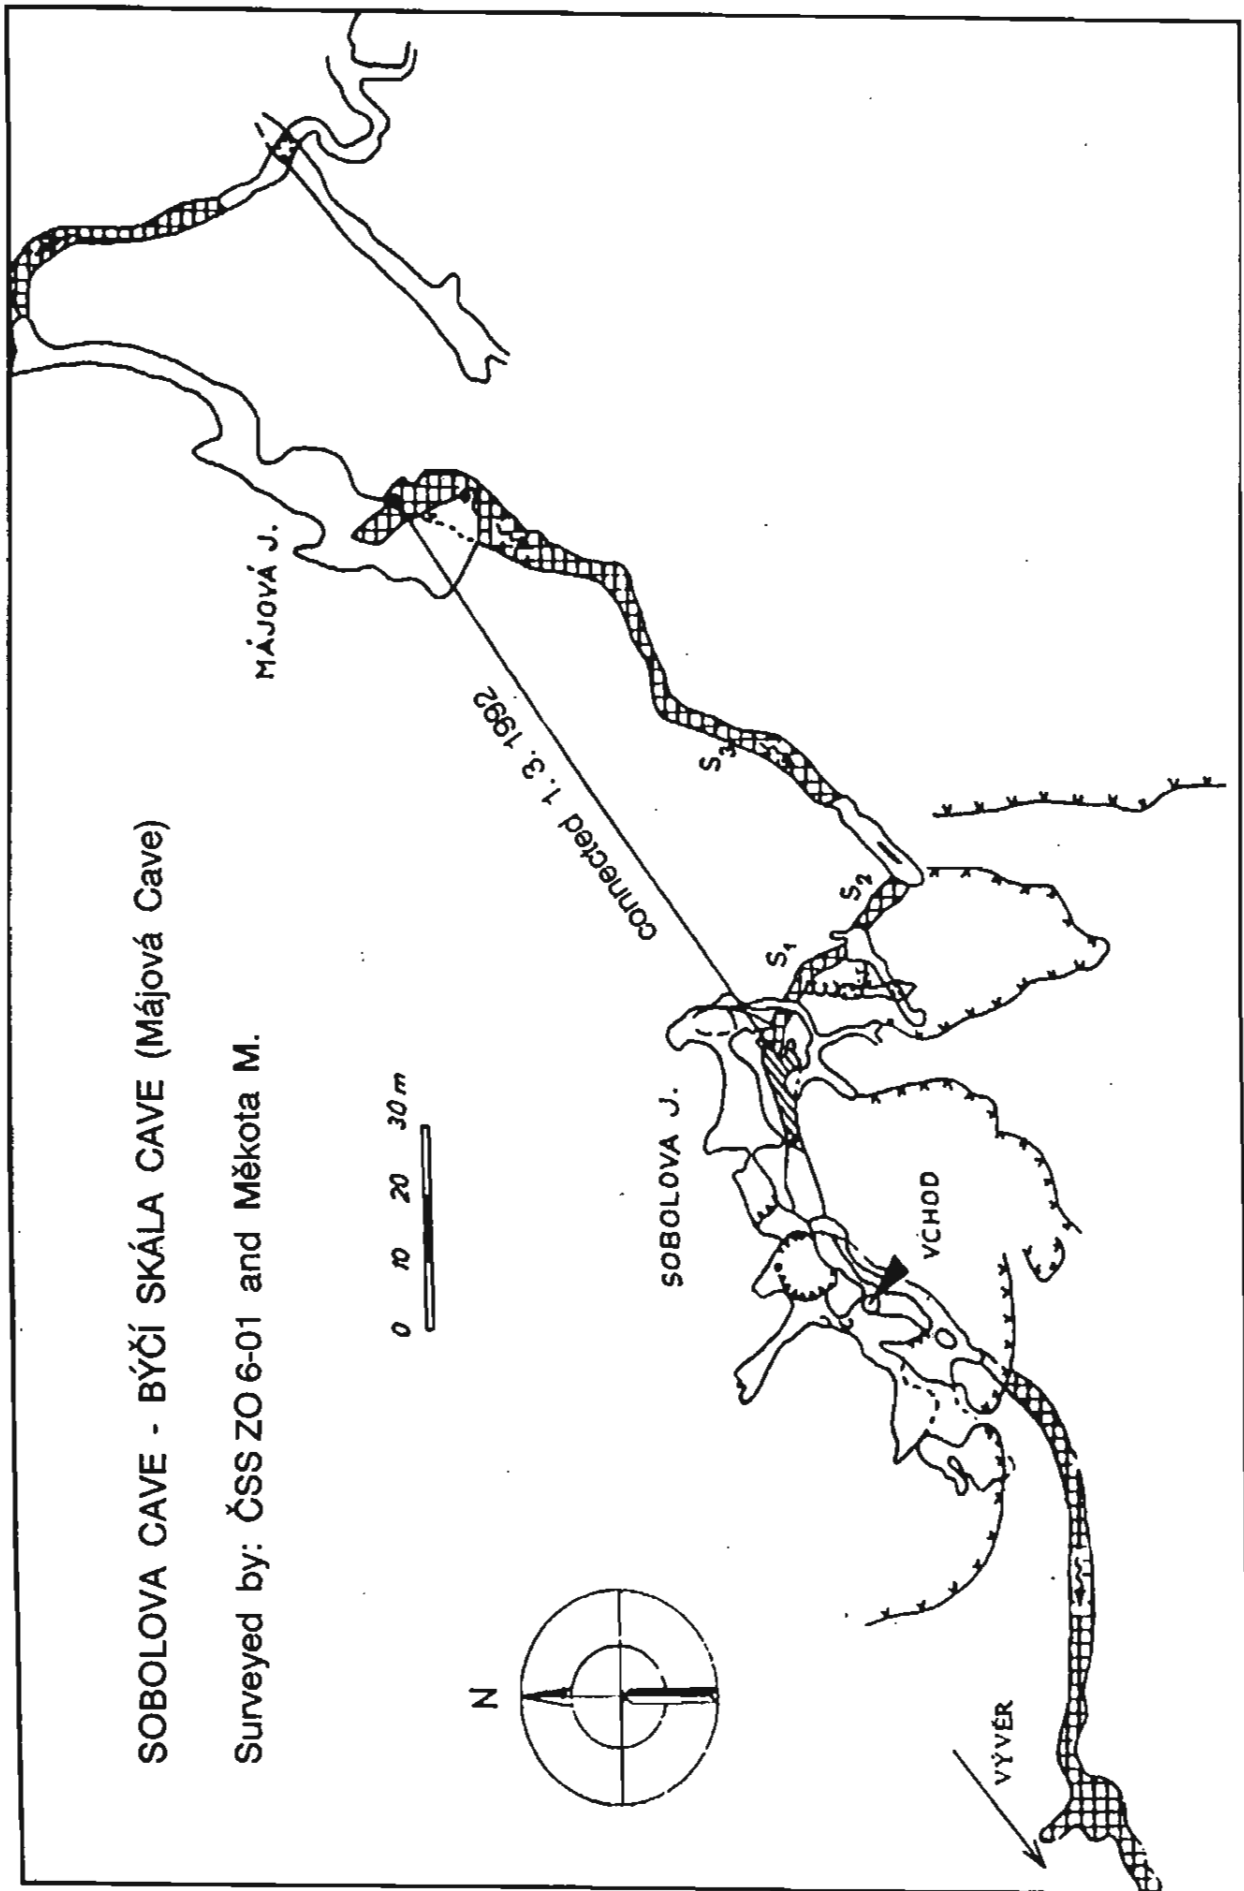 SOBOLOVA CAVE - BÝČÍ SKÁLA CAVE (Májová Cave)
Surveyed by: ČSS ZO 6-01 and Měkota M.
0 10 20 30 m
N
MÁJOVÁ J.
connected 1. 3. 1992
SOBOLOVA J.
S1
S2
S3
VCHOD
VÝVĚR